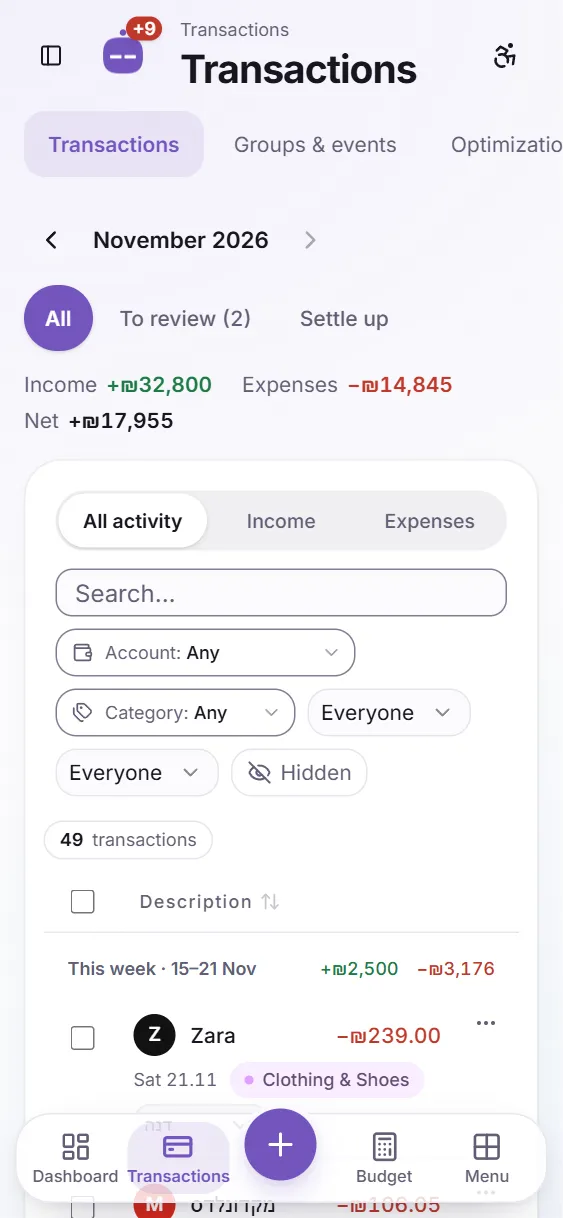 +9
Transactions
Transactions
Transactions Groups & events Optimizatio
November 2026
All To review (2) Settle up
Income +₪32,800 Expenses −₪14,845
Net +₪17,955
All activity Income Expenses
Search...
Account: Any
Category: Any Everyone
Everyone Hidden
49 transactions
Description
This week · 15–21 Nov +₪2,500 −₪3,176
Z Zara −₪239.00
Sat 21.11 Clothing & Shoes
דנה
Dashboard Transactions Budget Menu
M מקדונלדס −₪106.05